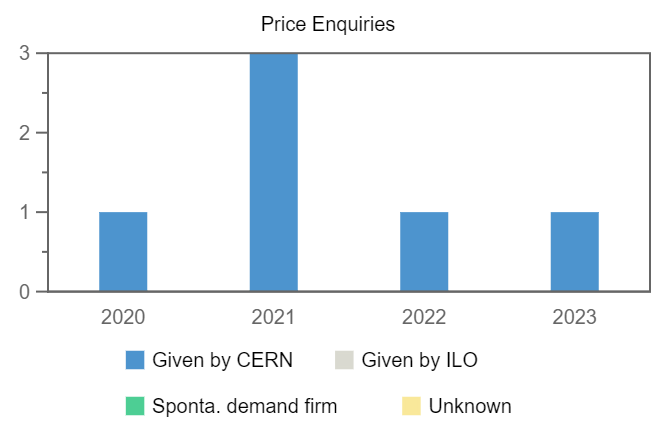 Price Enquiries
3
2
1
0
2020 2021 2022 2023
Given by CERN Given by ILO
Sponta. demand firm Unknown